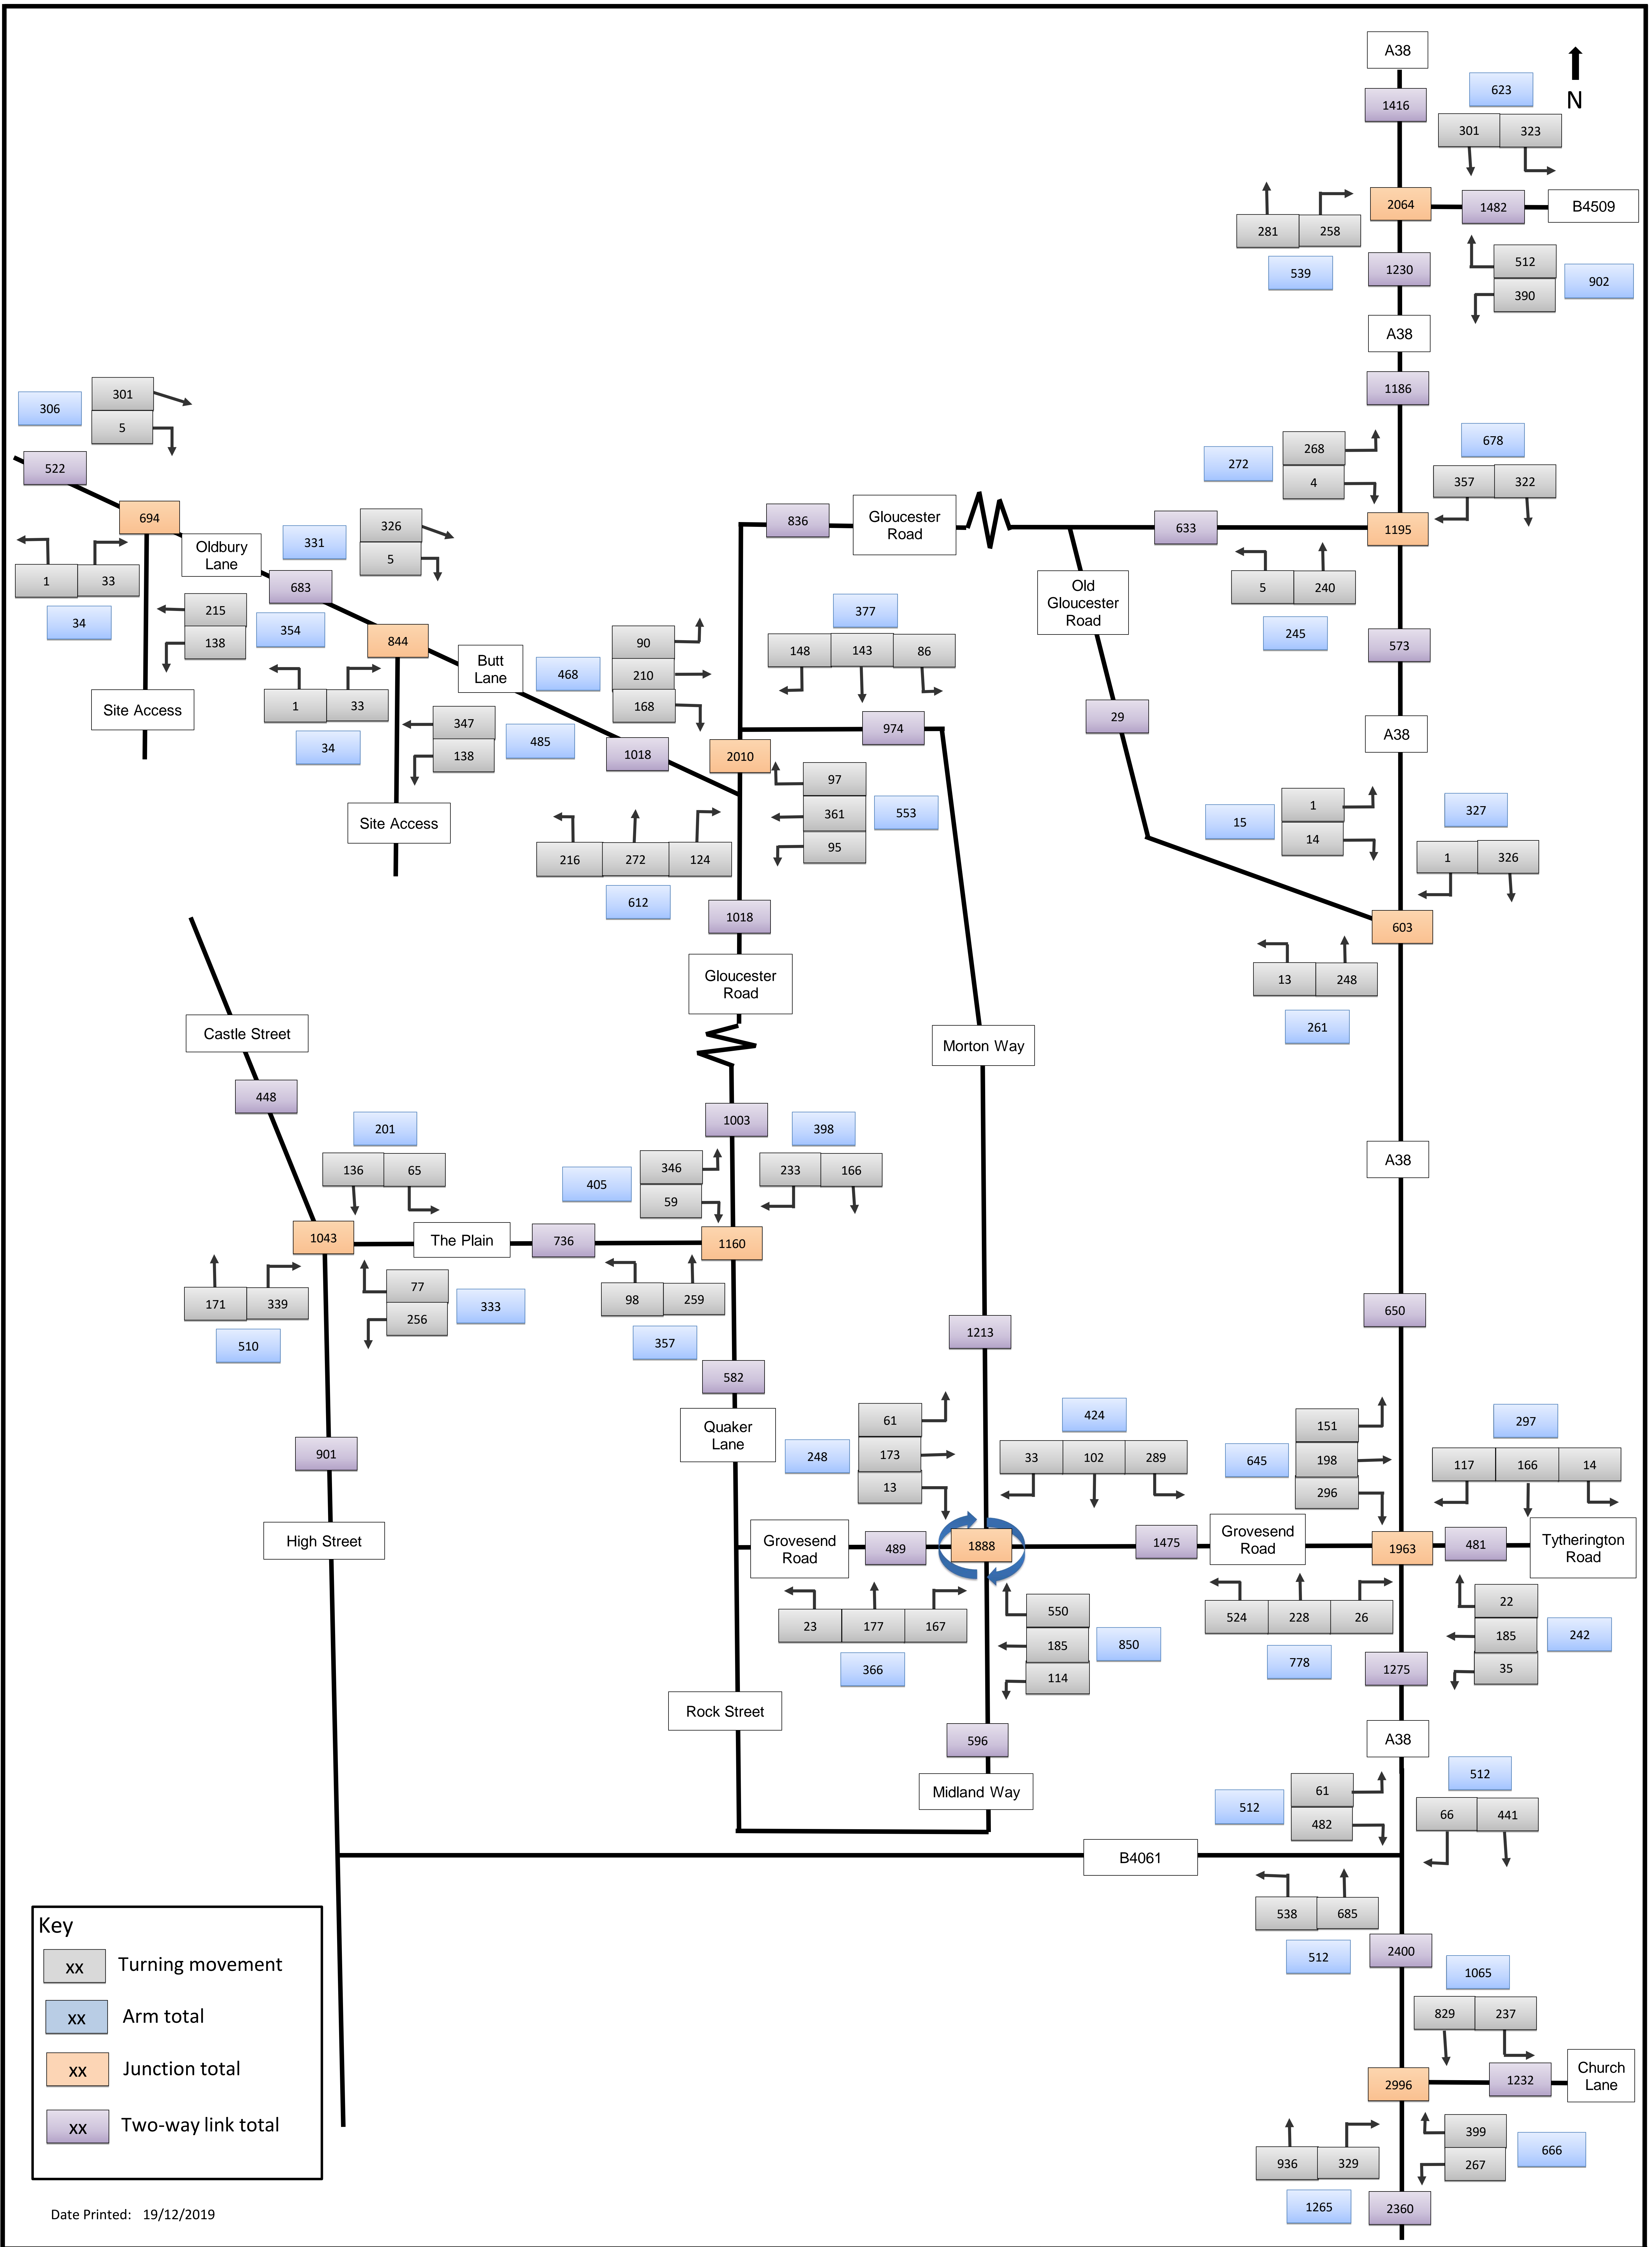 A38
1416
623
N
301 323
2064
1482
B4509
281 258
539
1230
512
390
902
A38
1186
306
301
5
522
694
Oldbury
Lane
326
5
331
683
1 33
34
215
138
354
844
Site Access
Butt
Lane
1 33
34
347
138
485
Site Access
1018
468
90
210
168
836
Gloucester
Road
377
148 143 86
974
2010
97
361
95
553
216 272 124
612
1018
Gloucester
Road
272
268
4
678
357 322
633
1195
Old
Gloucester
Road
5 240
245
573
29
A38
15
1
14
327
1 326
603
13 248
261
Castle Street
448
201
136 65
1043
The Plain
736
171 339
510
77
256
333
Morton Way
1003
398
405
346
59
233 166
1160
98 259
357
582
Quaker
Lane
A38
650
1213
901
High Street
248
61
173
13
424
33 102 289
Grovesend
Road
489
1888
1475
Grovesend
Road
23 177 167
366
550
185
114
850
645
151
198
296
297
117 166 14
1963
481
Tytherington
Road
524 228 26
778
22
185
35
242
1275
Rock Street
596
Midland Way
A38
512
61
482
512
66 441
B4061
538 685
512
2400
1065
829 237
2996
1232
Church
Lane
936 329
1265
399
267
666
2360
Key
xx Turning movement
xx Arm total
xx Junction total
xx Two-way link total
Date Printed: 19/12/2019